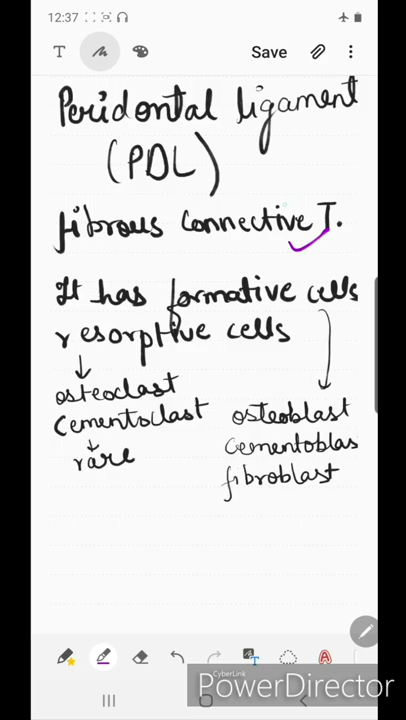 12:37
T
Save
Peridontal ligament
(PDL)
fibrous connective T.
It has formative cells
resorptive cells
osteoclast
cementoclast
rare
osteoblast
cementoblas
fibroblast
T
A
CyberLink
PowerDirector